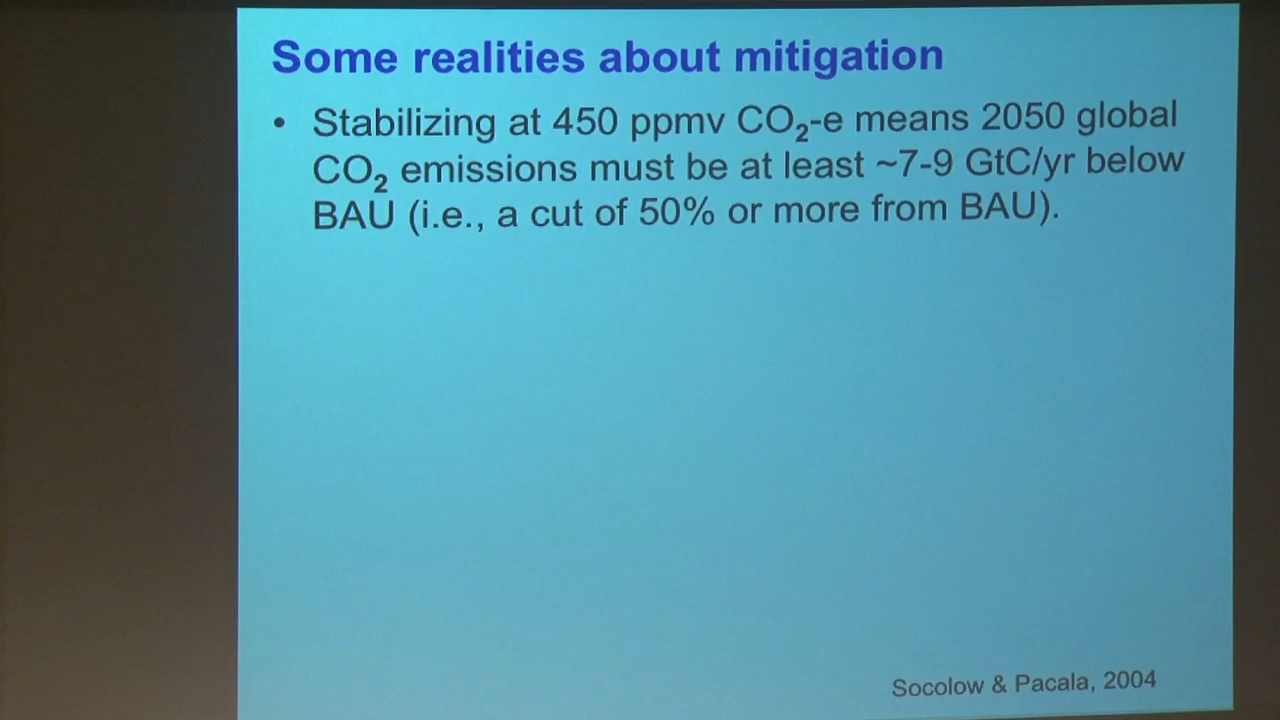 Some realities about mitigation
• Stabilizing at 450 ppmv CO₂-e means 2050 global
CO₂ emissions must be at least ~7-9 GtC/yr below
BAU (i.e., a cut of 50% or more from BAU).
Socolow & Pacala, 2004